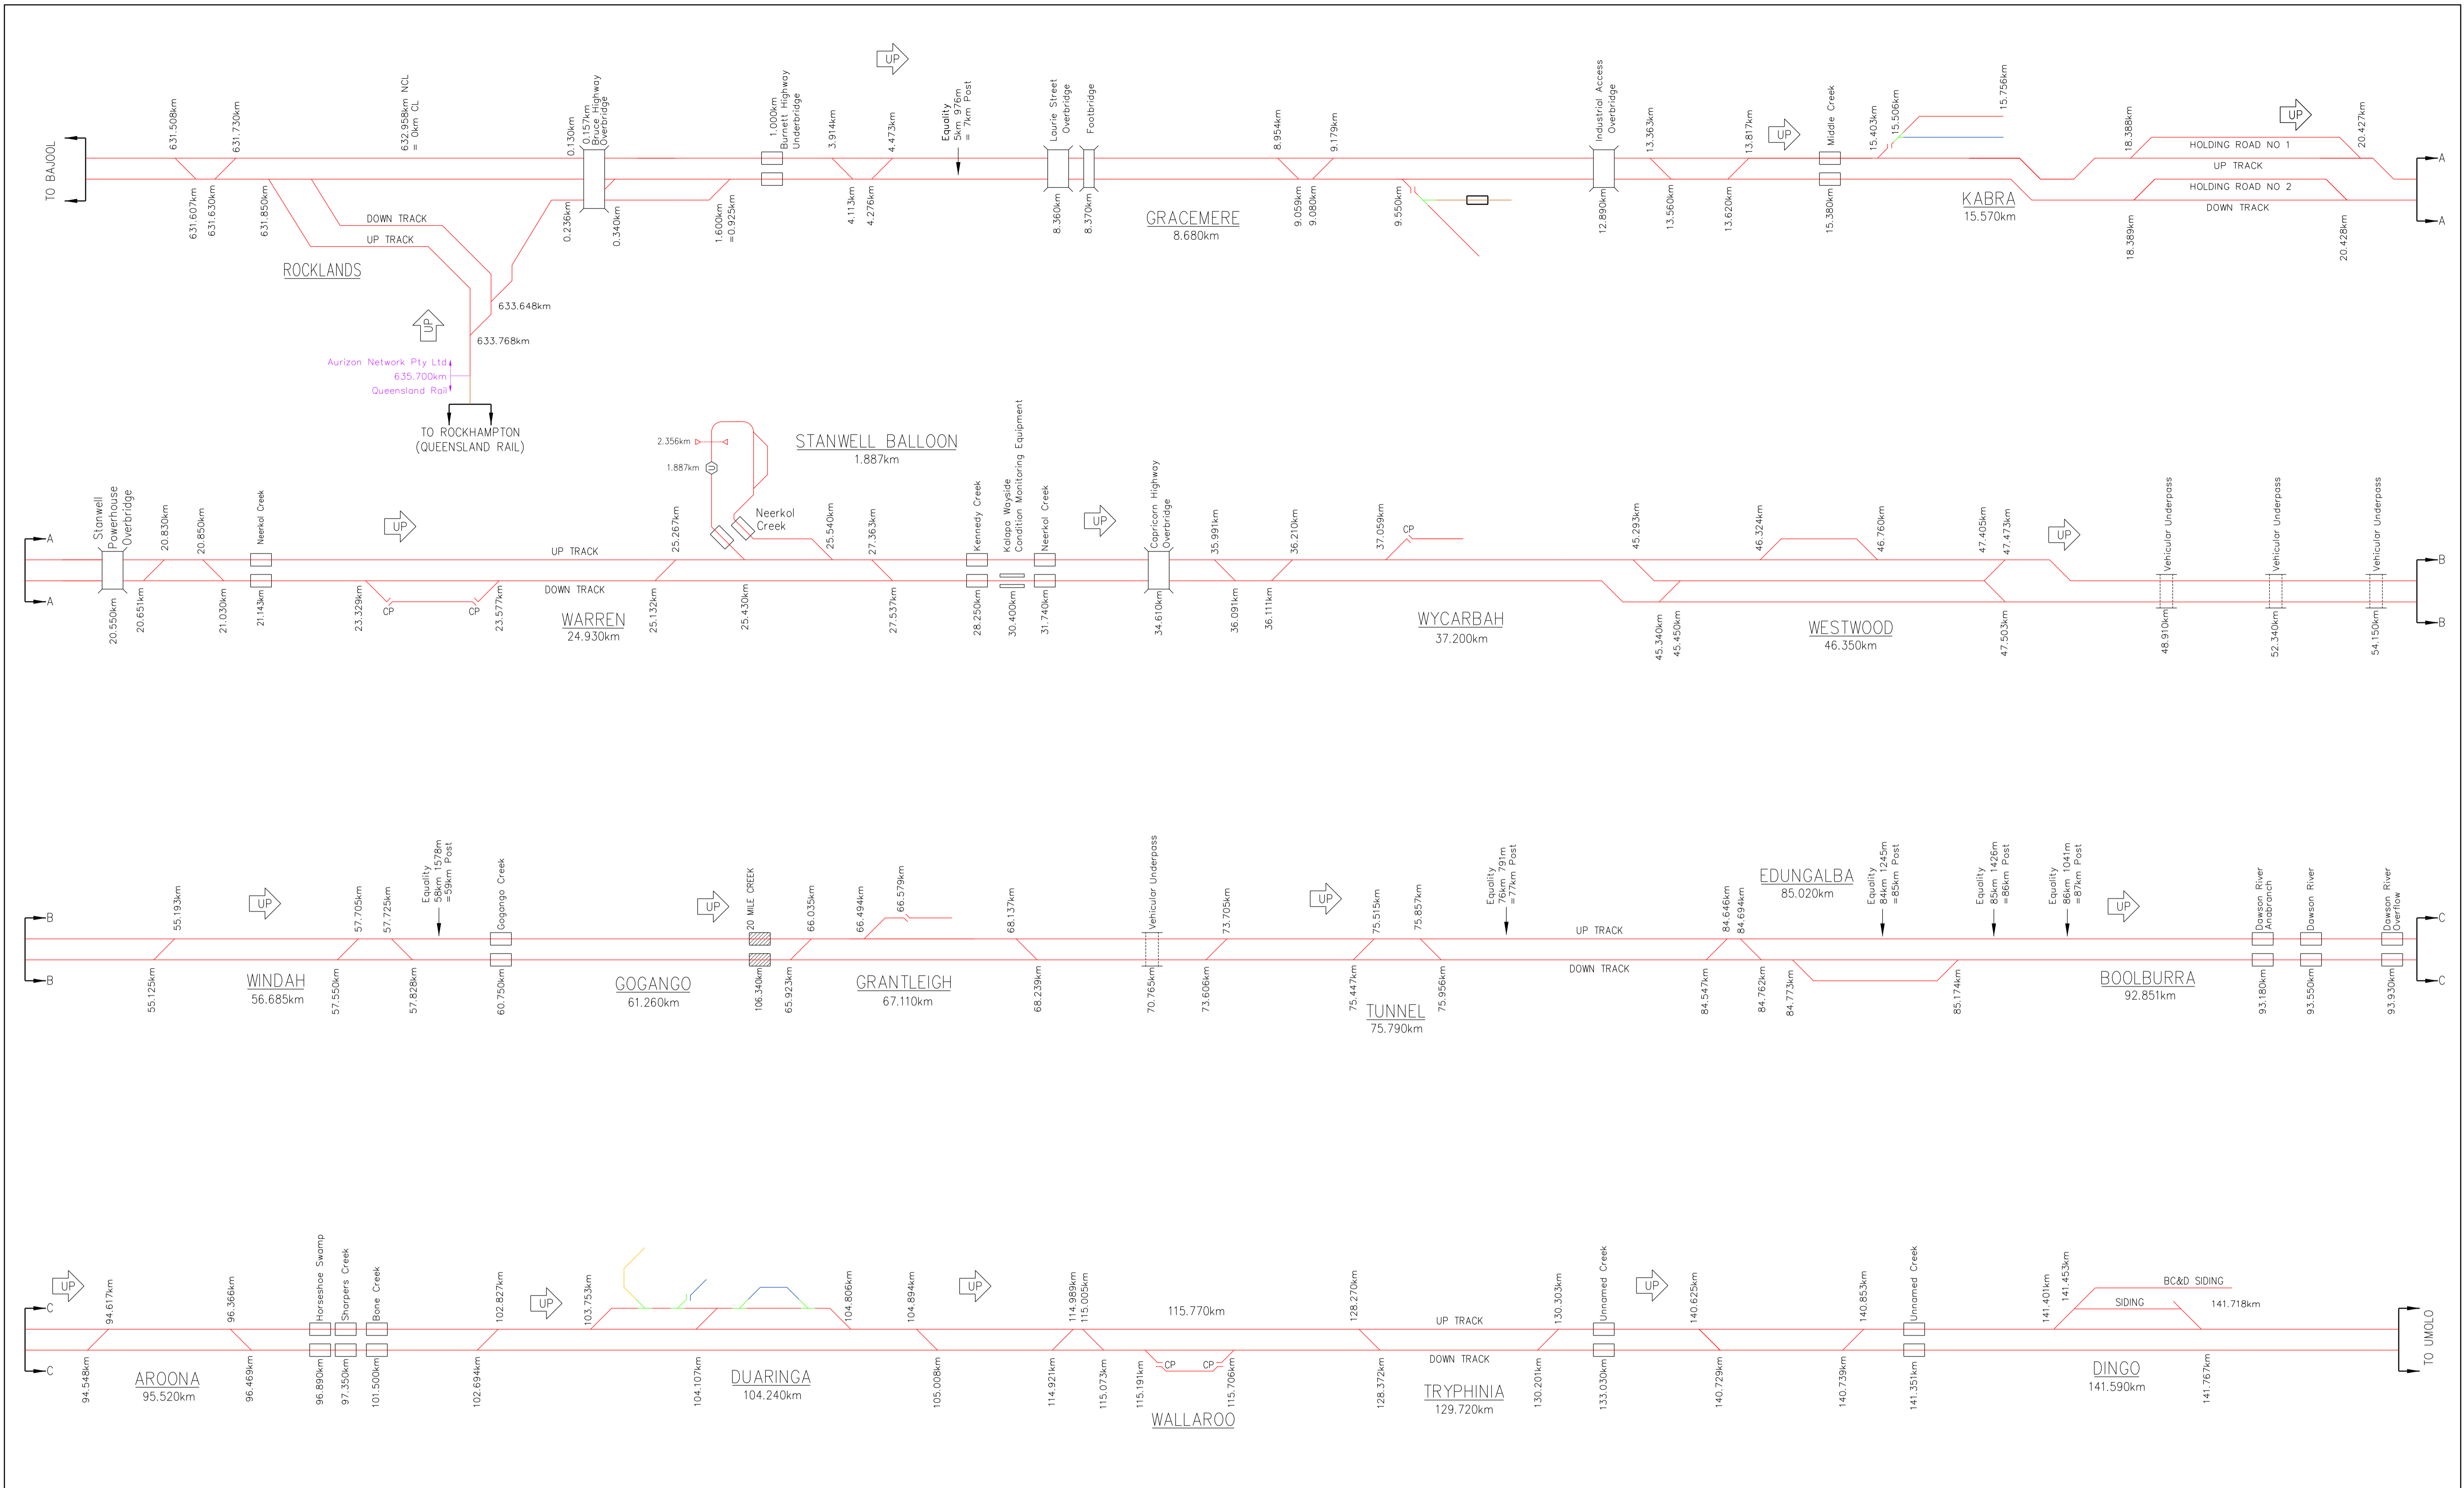 TO BAJOOL
631.508km
631.607km
631.630km
631.730km
631.850km
632.958km NCL
= 0km CL
DOWN TRACK
UP TRACK
ROCKLANDS
633.648km
633.768km
UP
Aurizon Network Pty Ltd
635.700km
Queensland Rail
TO ROCKHAMPTON
(QUEENSLAND RAIL)
0.130km
0.157km
Bruce Highway
Overbridge
0.236km
0.340km
1.600km
=0.925km
1.000km
Burnett Highway
Underbridge
3.914km
4.113km
4.276km
4.473km
UP
Equality
5km 976m
= 7km Post
Laurie Street
Overbridge
8.360km
Footbridge
8.370km
GRACEMERE
8.680km
8.954km
9.059km
9.080km
9.179km
9.550km
Industrial Access
Overbridge
12.890km
13.363km
13.560km
13.620km
13.817km
UP
Middle Creek
15.380km
15.403km
15.506km
15.756km
KABRA
15.570km
18.388km
18.389km
UP
HOLDING ROAD NO 1
UP TRACK
HOLDING ROAD NO 2
DOWN TRACK
20.427km
20.428km
A
A
A
A
Stanwell
Powerhouse
Overbridge
20.550km
20.651km
20.830km
20.850km
21.030km
Neerkol Creek
21.143km
23.329km
UP
CP
CP
23.577km
UP TRACK
DOWN TRACK
WARREN
24.930km
25.132km
25.267km
2.356km
1.887km
U
STANWELL BALLOON
1.887km
Neerkol
Creek
25.430km
25.540km
27.363km
27.537km
Kennedy Creek
28.250km
Kalapa Wayside
Condition Monitoring Equipment
30.400km
Neerkol Creek
31.740km
UP
Capricorn Highway
Overbridge
34.610km
35.991km
36.091km
36.111km
36.210km
37.059km
CP
WYCARBAH
37.200km
45.293km
45.340km
45.450km
46.324km
46.760km
WESTWOOD
46.350km
47.405km
47.473km
47.503km
UP
Vehicular Underpass
48.910km
Vehicular Underpass
52.340km
Vehicular Underpass
54.150km
B
B
B
B
55.125km
55.193km
UP
WINDAH
56.685km
57.550km
57.705km
57.725km
57.828km
Equality
58km 1578m
=59km Post
Gogango Creek
60.750km
GOGANGO
61.260km
UP
20 MILE CREEK
106.340km
65.923km
66.035km
66.494km
66.579km
GRANTLEIGH
67.110km
68.137km
68.239km
Vehicular Underpass
70.765km
73.606km
73.705km
UP
75.447km
75.515km
TUNNEL
75.790km
75.857km
75.956km
Equality
76km 791m
=77km Post
UP TRACK
DOWN TRACK
84.547km
84.646km
84.694km
84.762km
84.773km
EDUNGALBA
85.020km
Equality
84km 1245m
=85km Post
85.174km
Equality
85km 1426m
=86km Post
Equality
86km 1041m
=87km Post
UP
BOOLBURRA
92.851km
Dawson River
Anabranch
93.180km
Dawson River
93.550km
Dawson River
Overflow
93.930km
C
C
C
C
UP
94.548km
94.617km
AROONA
95.520km
96.366km
96.469km
Horseshoe Swamp
96.890km
Sharpers Creek
97.350km
Bone Creek
101.500km
102.694km
102.827km
UP
103.753km
104.107km
DUARINGA
104.240km
104.806km
104.894km
105.008km
UP
114.921km
114.989km
115.005km
115.073km
115.191km
CP
CP
115.706km
115.770km
WALLAROO
128.270km
128.372km
UP TRACK
DOWN TRACK
TRYPHINIA
129.720km
130.201km
130.303km
Unnamed Creek
133.030km
UP
140.625km
140.729km
140.739km
140.853km
Unnamed Creek
141.351km
141.401km
141.453km
BC&D SIDING
SIDING
141.718km
DINGO
141.590km
141.767km
TO UMOLO